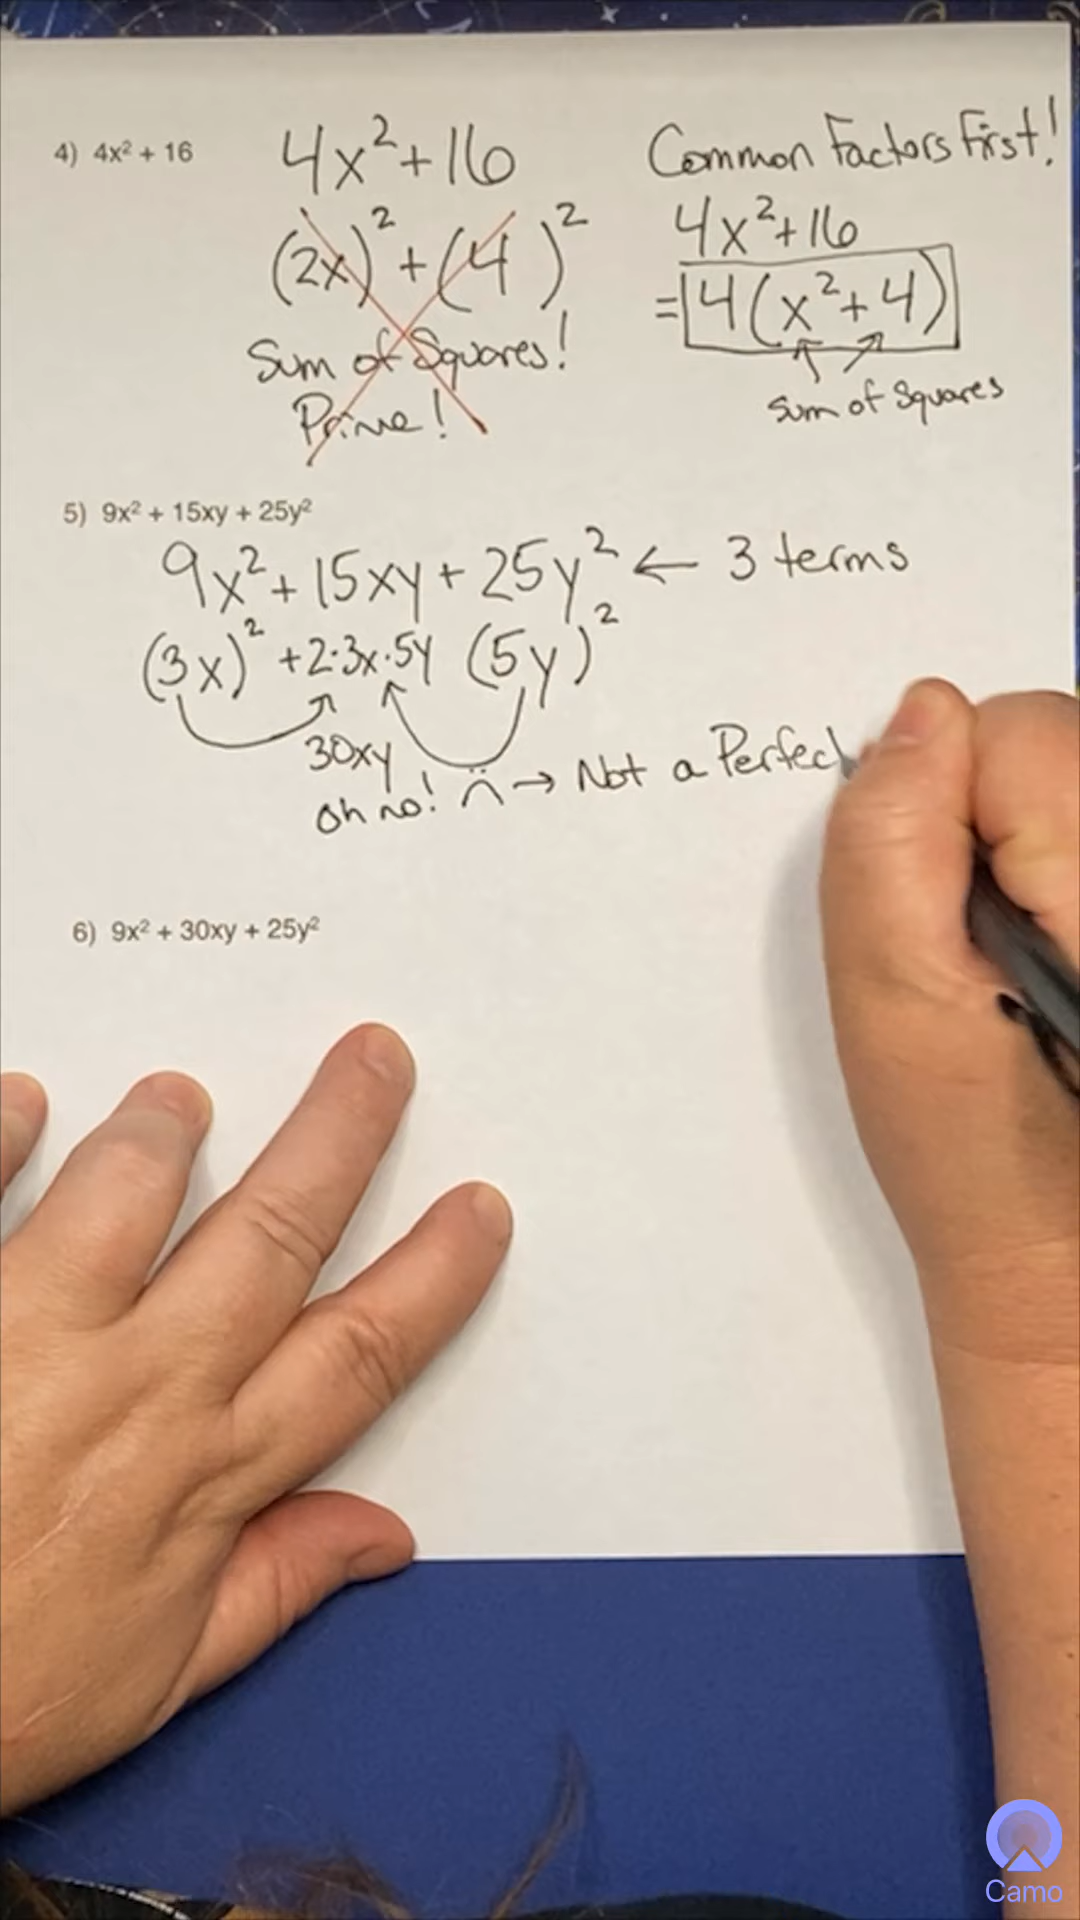 4) 4x² + 16
4x² + 16
(2x)² + (4)²
Sum of Squares!
Prime!
Common Factors First!
4x² + 16
= 4(x² + 4)
sum of squares
5) 9x² + 15xy + 25y²
9x² + 15xy + 25y² ← 3 terms
(3x)² + 2·3x·5y (5y)²
30xy
oh no! → Not a Perfec
6) 9x² + 30xy + 25y²
Camo